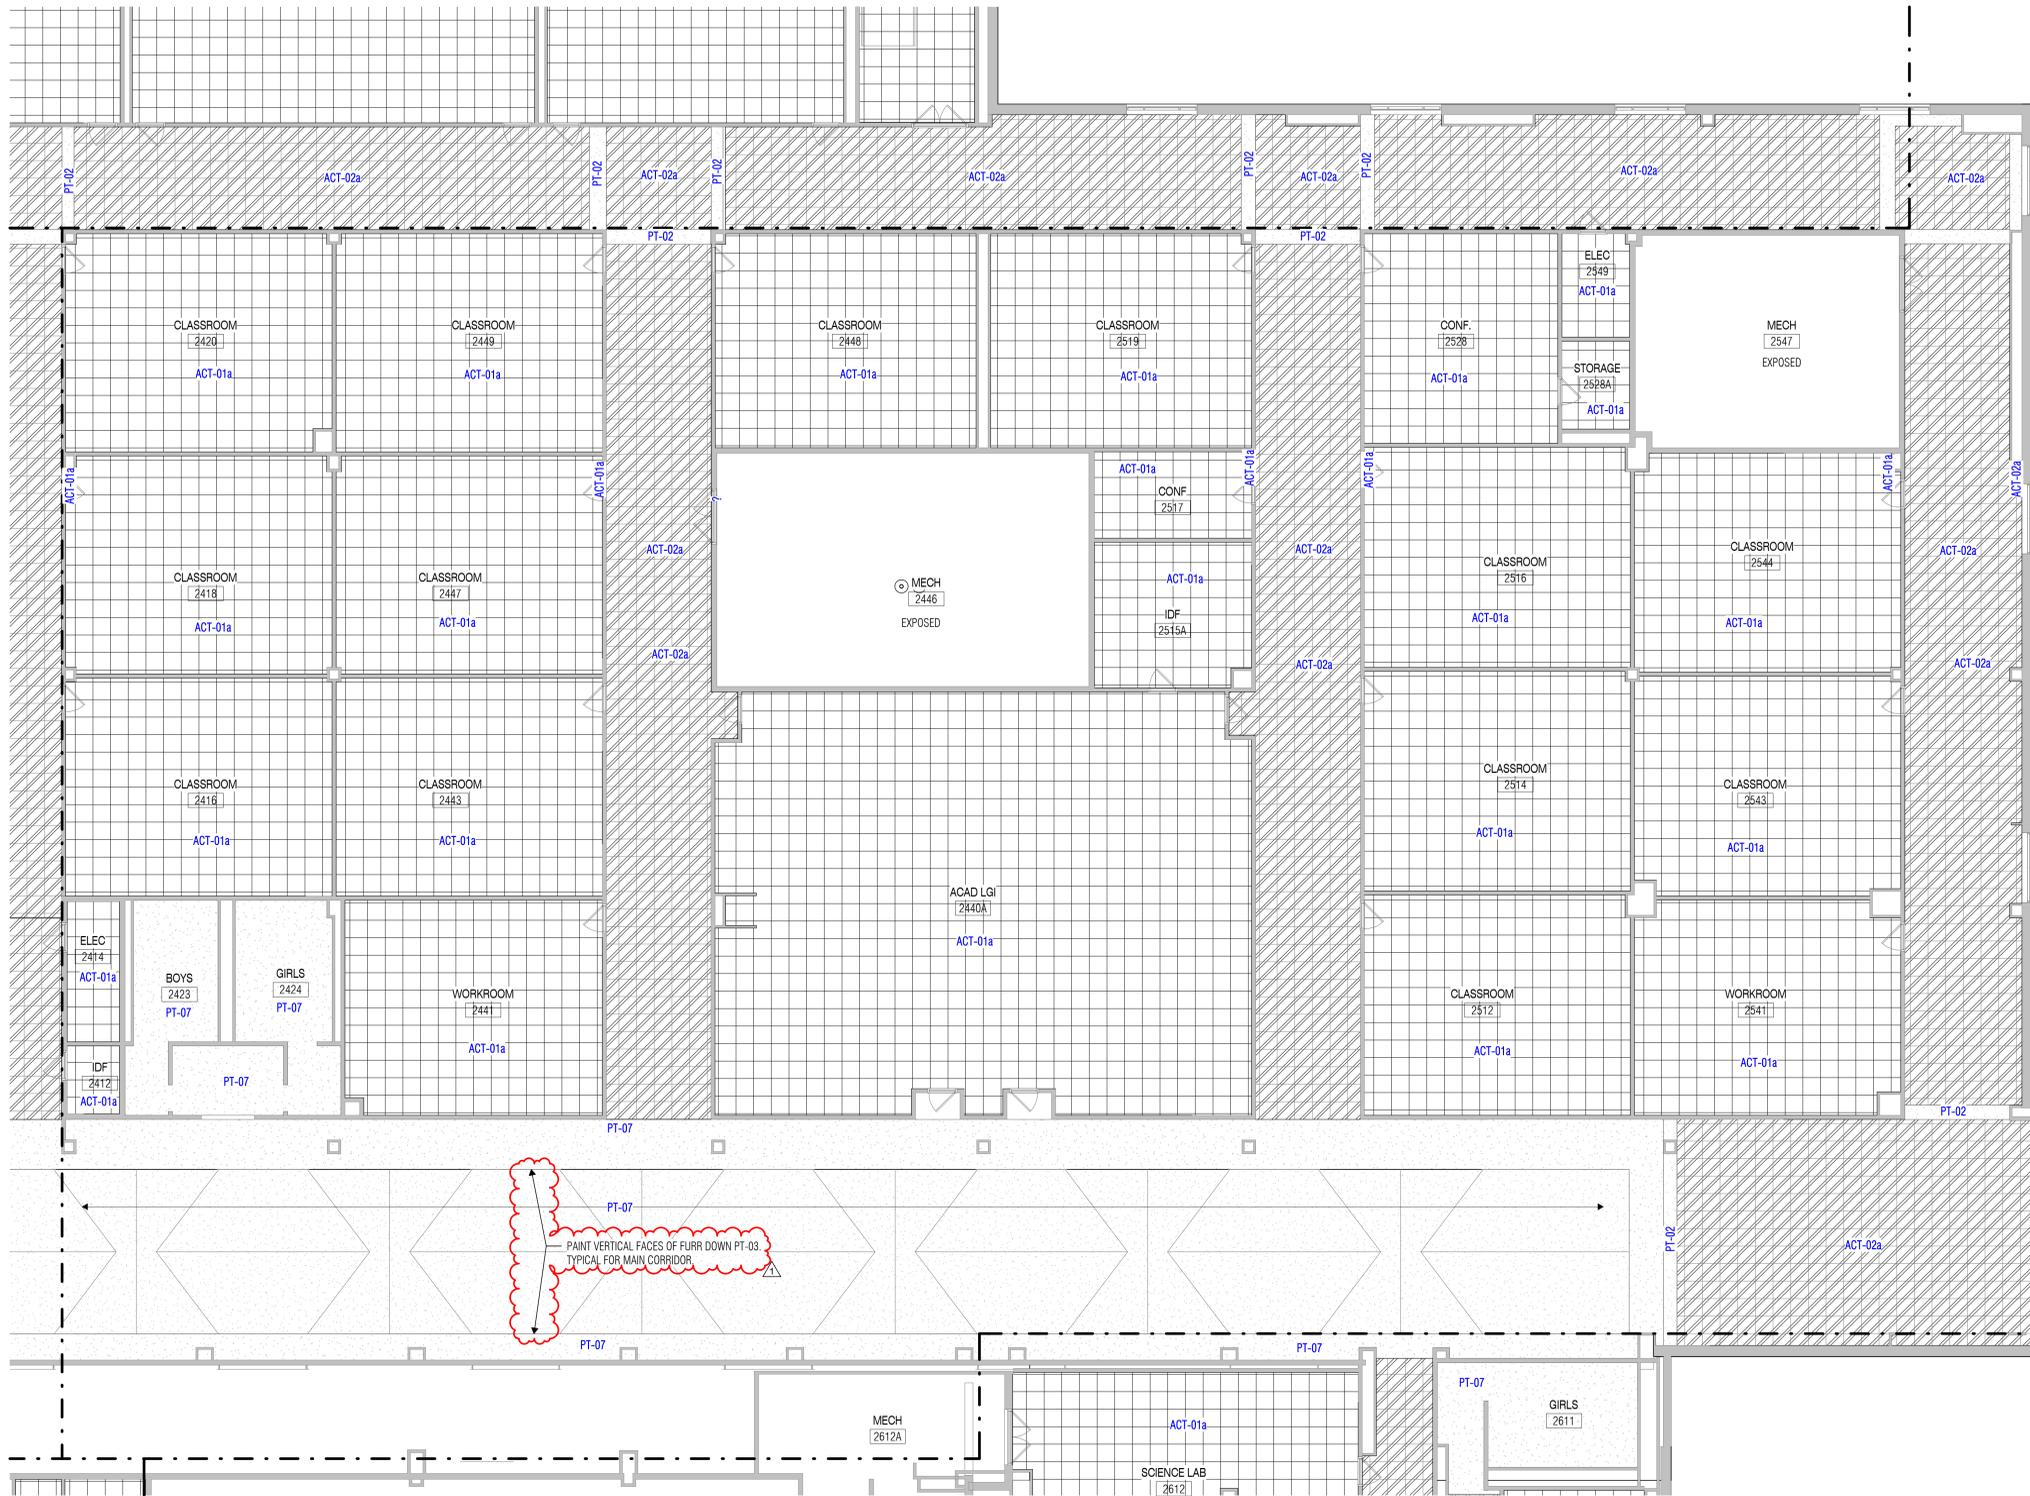 PT-02
ACT-02a
PT-02
ACT-02a
PT-02
ACT-02a
PT-02
ACT-02a
PT-02
ACT-02a
ACT-02a
PT-02
PT-02
CLASSROOM
2420
ACT-01a
CLASSROOM
2449
ACT-01a
CLASSROOM
2448
ACT-01a
CLASSROOM
2519
ACT-01a
CONF.
2528
ACT-01a
ELEC
2549
ACT-01a
STORAGE
2528A
ACT-01a
MECH
2547
EXPOSED
ACT-01a
ACT-01a
?
ACT-01a
CONF
2517
ACT-01a
ACT-01a
ACT-01a
ACT-02a
CLASSROOM
2418
ACT-01a
CLASSROOM
2447
ACT-01a
ACT-02a
ACT-02a
MECH
2446
EXPOSED
ACT-01a
IDF
2515A
ACT-02a
ACT-02a
CLASSROOM
2516
ACT-01a
CLASSROOM
2544
ACT-01a
ACT-02a
ACT-02a
CLASSROOM
2416
ACT-01a
CLASSROOM
2443
ACT-01a
CLASSROOM
2514
ACT-01a
CLASSROOM
2543
ACT-01a
ACAD LGI
2440A
ACT-01a
ELEC
2414
ACT-01a
BOYS
2423
PT-07
GIRLS
2424
PT-07
WORKROOM
2441
ACT-01a
CLASSROOM
2512
ACT-01a
WORKROOM
2541
ACT-01a
IDF
2412
ACT-01a
PT-07
PT-02
PT-07
PT-07
PAINT VERTICAL FACES OF FURR DOWN PT-03.
TYPICAL FOR MAIN CORRIDOR.
1
PT-02
ACT-02a
PT-07
PT-07
MECH
2612A
ACT-01a
SCIENCE LAB
2612
PT-07
GIRLS
2611